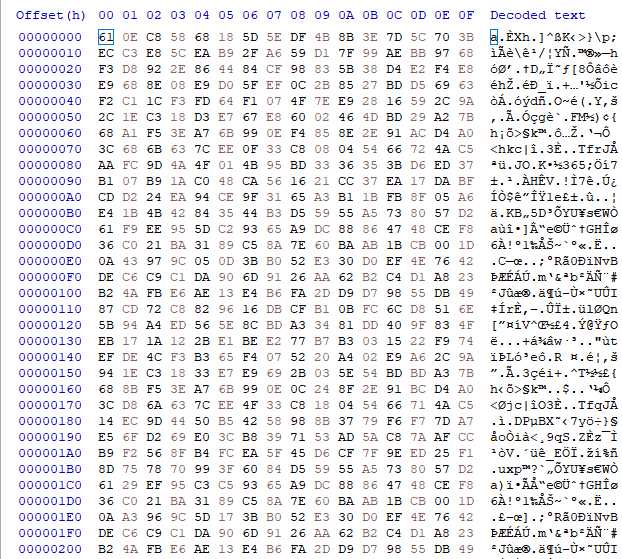 Offset(h) 00 01 02 03 04 05 06 07 08 09 0A 0B 0C 0D 0E 0F Decoded text
00000000 61 0E C8 58 68 18 5D 5E DF 4B 8B 3E 7D 5C 70 3B a.ÈXh.]^ßK‹>}\p;
00000010 EC C3 E8 5C EA B9 2F A6 59 D1 7F 99 AE BB 97 68 ìÃè\ê¹/¦YÑ.™®»—h
00000020 F3 D8 92 2E 86 44 84 CF 98 83 5B 38 D4 E2 F4 E8 óØ’.†D„Ï˜ƒ[8Ôâôè
00000030 E9 68 8E 08 E9 D0 5F EF 0C 2B 85 27 BD D5 69 63 éhŽ.éÐ_ï.+…'½Õic
00000040 F2 C1 1C F3 FD 64 F1 07 4F 7E E9 28 16 59 2C 9A òÁ.óýdñ.O~é(.Y,š
00000050 2C 1E C3 18 D3 E7 67 E8 60 02 46 4D BD 29 A2 7B ,.Ã.Óçgè`.FM½)¢{
00000060 68 A1 F5 3E A7 6B 99 0E F4 85 8E 2E 91 AC D4 A0 h¡õ>§k™.ô…Ž.‘¬Ô
00000070 3C 68 6B 63 7C EE 0F 33 C8 08 04 54 66 72 4A C5 <hkc|î.3È..TfrJÅ
00000080 AA FC 9D 4A 4F 01 4B 95 BD 33 36 35 3B D6 ED 37 ªü.JO.K•½365;Öí7
00000090 B1 07 B9 1A C0 48 CA 56 16 21 CC 37 EA 17 DA BF ±.¹.ÀHÊV.!Ì7ê.Ú¿
000000A0 CD D2 24 EA 94 CE 9F 31 65 A3 B1 1B FB 8F 05 A6 ÍÒ$ê”ÎŸ1e£±.û..¦
000000B0 E4 1B 4B 42 84 35 44 B3 D5 59 55 A5 73 80 57 D2 ä.KB„5D³ÕYU¥s€WÒ
000000C0 61 F9 EE 95 5D C2 93 65 A9 DC 88 86 47 48 CE F8 aùî•]Â“e©Üˆ†GHÎø
000000D0 36 C0 21 BA 31 89 C5 8A 7E 60 BA AB 1B CB 00 1D 6À!º1‰ÅŠ~`º«.Ë..
000000E0 0A 43 97 9C 05 0D 3B B0 52 E3 30 D0 EF 4E 76 42 .C—œ..;°Rã0ÐïNvB
000000F0 DE C6 C9 C1 DA 90 6D 91 26 AA 62 B2 C4 D1 A8 23 ÞÆÉÁÚ.m‘&ªb²ÄÑ¨#
00000100 B2 4A FB E6 AE 13 E4 B6 FA 2D D9 D7 98 55 DB 49 ²Jûæ®.ä¶ú-Ù×˜UÛI
00000110 87 CD 72 C8 82 96 16 DB CF B1 0B FC 6C D8 51 6E ‡ÍrÈ‚–.ÛÏ±.ülØQn
00000120 5B 94 A4 ED 56 5E 8C BD A3 34 81 DD 40 9F 83 4F [”¤íV^Œ½£4.Ý@ŸƒO
00000130 EB 17 1A 12 2B E1 BE E2 77 B7 B3 03 15 22 F9 74 ë...+á¾âw·³.."ùt
00000140 EF DE 4C F3 B3 65 F4 07 52 20 A4 02 E9 A6 2C 9A ïÞLó³eô.R ¤.é¦,š
00000150 94 1E C3 18 33 E7 E9 69 2B 03 5E 54 BD BD A3 7B ”.Ã.3çéi+.^T½½£{
00000160 68 8B F5 3E A7 6B 99 0E 0C 24 8F 2E 91 BC D4 A0 h‹õ>§k™..$..‘¼Ô
00000170 3C D8 6A 63 7C EE 4F 33 C8 18 04 54 66 71 4A C5 <Øjc|îO3È..TfqJÅ
00000180 14 EC 9D 44 50 B5 42 58 98 8B 37 79 F6 F7 7D A7 .ì.DPµBX˜‹7yö÷}§
00000190 E5 6F D2 EC E0 3C 8B 39 71 53 AD 5A C8 7A AF CC åoÒìà<‹9qS.ZÈz¯Ì
000001A0 B9 F2 56 8F B4 FC EA 5F 45 D6 CF 7F 9E ED 25 F1 ¹òV.´üê_EÖÏ.ží%ñ
000001B0 8D 75 78 70 99 3F 60 84 D5 59 55 A5 73 80 57 D2 .uxp™?`„ÕYU¥s€WÒ
000001C0 61 29 EF 95 C3 C5 93 65 A9 DC 88 86 47 48 CE F8 a)ï•ÃÅ“e©Üˆ†GHÎø
000001D0 36 C0 21 BA 31 89 C5 8A 7E 60 BA AB 1B CB 00 1D 6À!º1‰ÅŠ~`º«.Ë..
000001E0 0A A3 96 9C 5D 17 3B B0 52 E3 30 D0 EF 4E 76 42 .£–œ].;°Rã0ÐïNvB
000001F0 DE C6 C9 C1 DA 90 6D 91 26 AA 62 B2 C4 D1 A8 23 ÞÆÉÁÚ.m‘&ªb²ÄÑ¨#
00000200 B2 4A FB E6 AE 13 E4 B6 FA 2D D9 D7 98 55 DB 49 ²Jûæ®.ä¶ú-Ù×˜UÛI